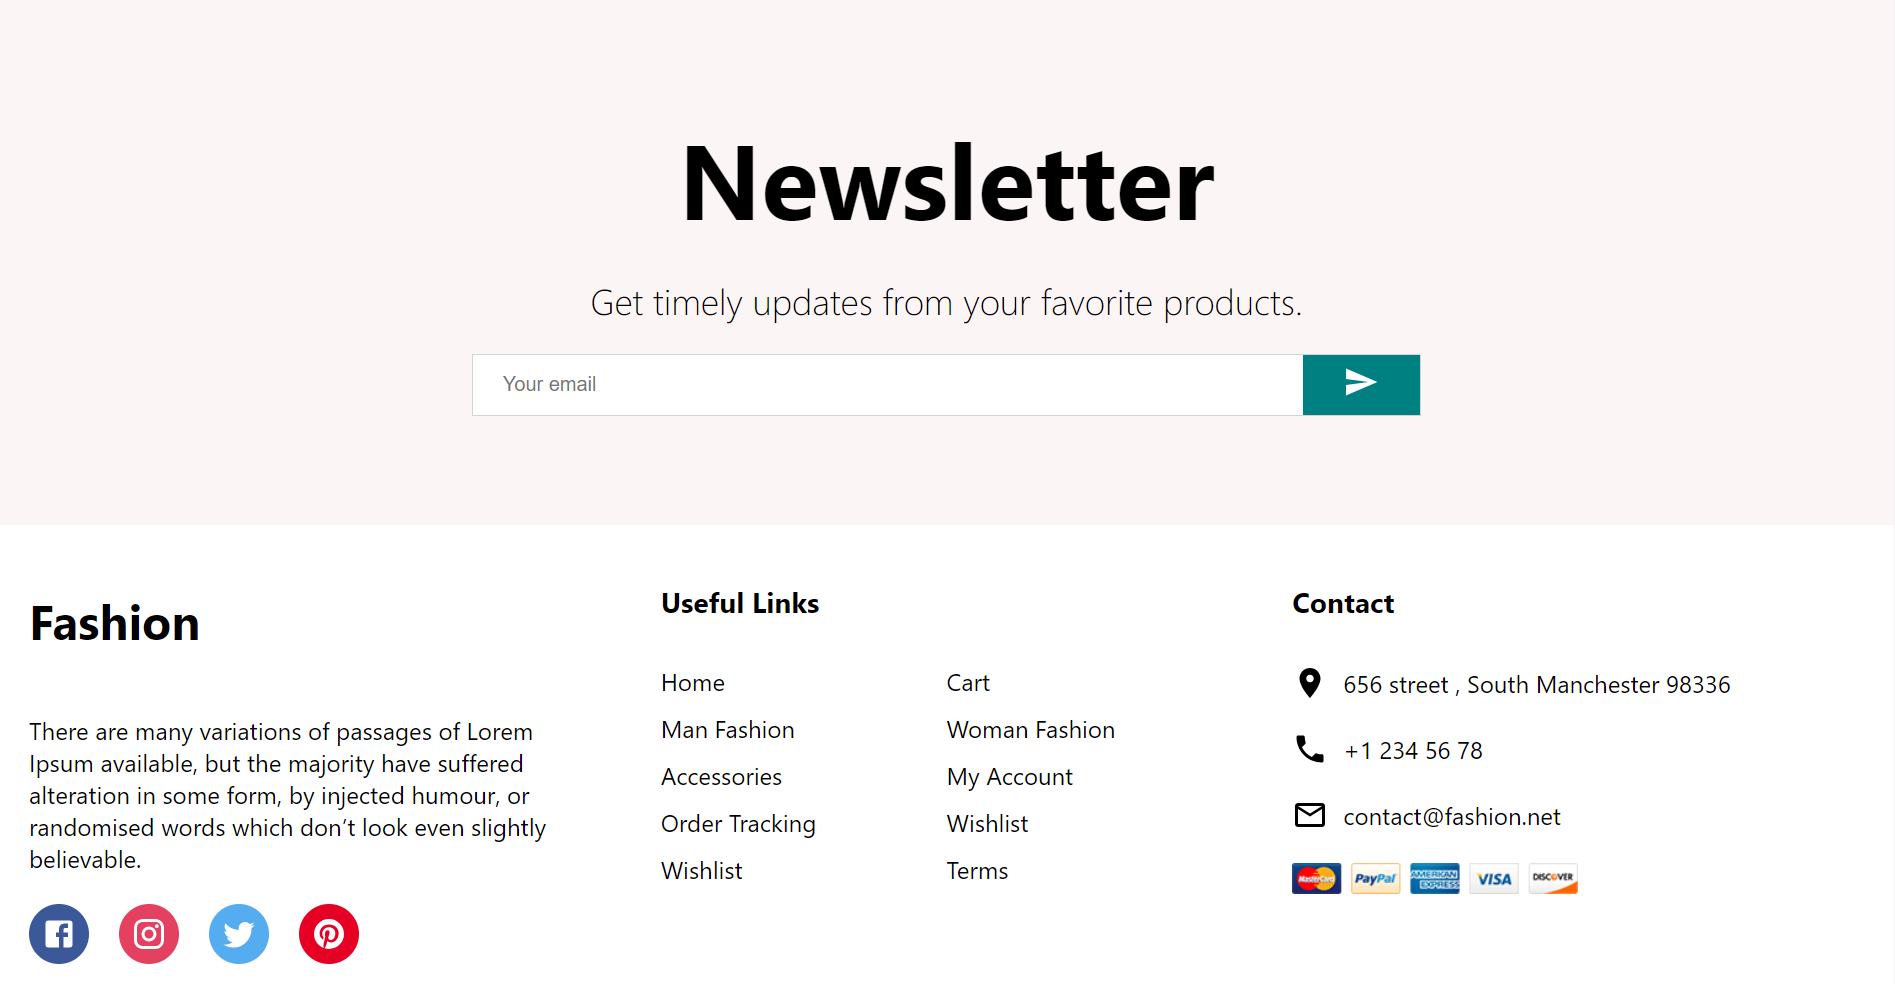 Newsletter
Get timely updates from your favorite products.
Your email
Fashion
There are many variations of passages of Lorem
Ipsum available, but the majority have suffered
alteration in some form, by injected humour, or
randomised words which don’t look even slightly
believable.
Useful Links
Home
Cart
Man Fashion
Woman Fashion
Accessories
My Account
Order Tracking
Wishlist
Wishlist
Terms
Contact
656 street , South Manchester 98336
+1 234 56 78
contact@fashion.net
MasterCard PayPal AMERICAN EXPRESS VISA DISCOVER